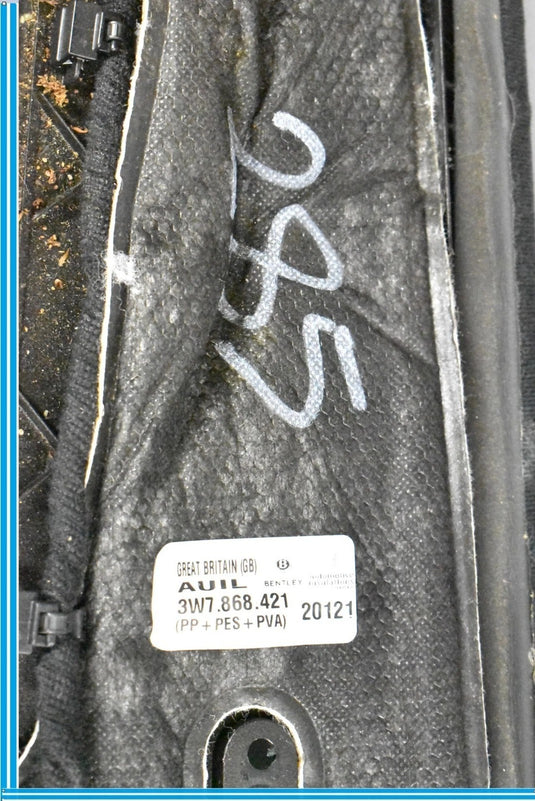 285
GREAT BRITAIN (GB)
AUIL BENTLEY
3W7.868.421
(PP + PES + PVA) 20121